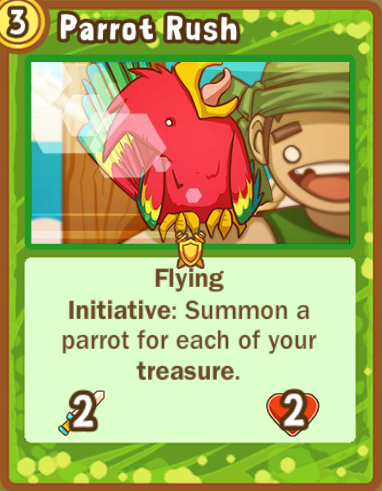 3
Parrot Rush
Flying
Initiative: Summon a
parrot for each of your
treasure.
2
2